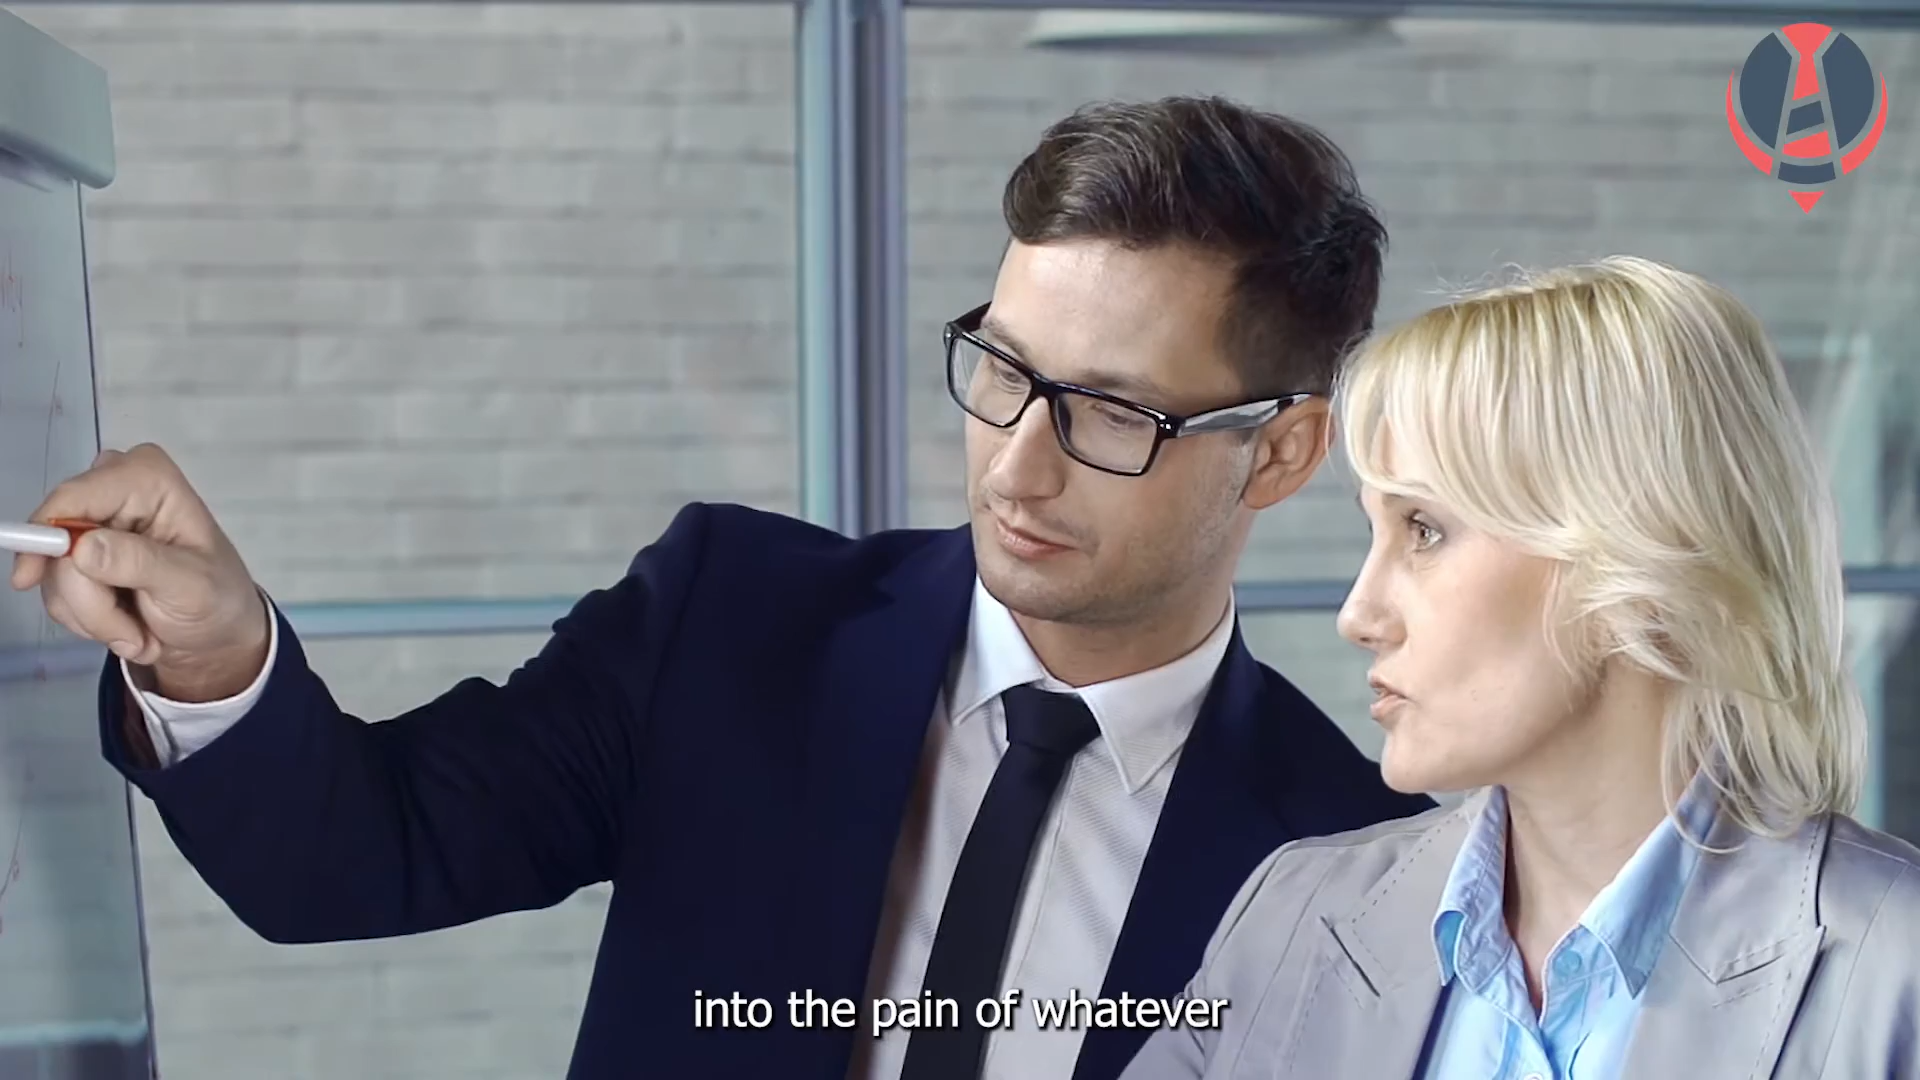 into the pain of whatever